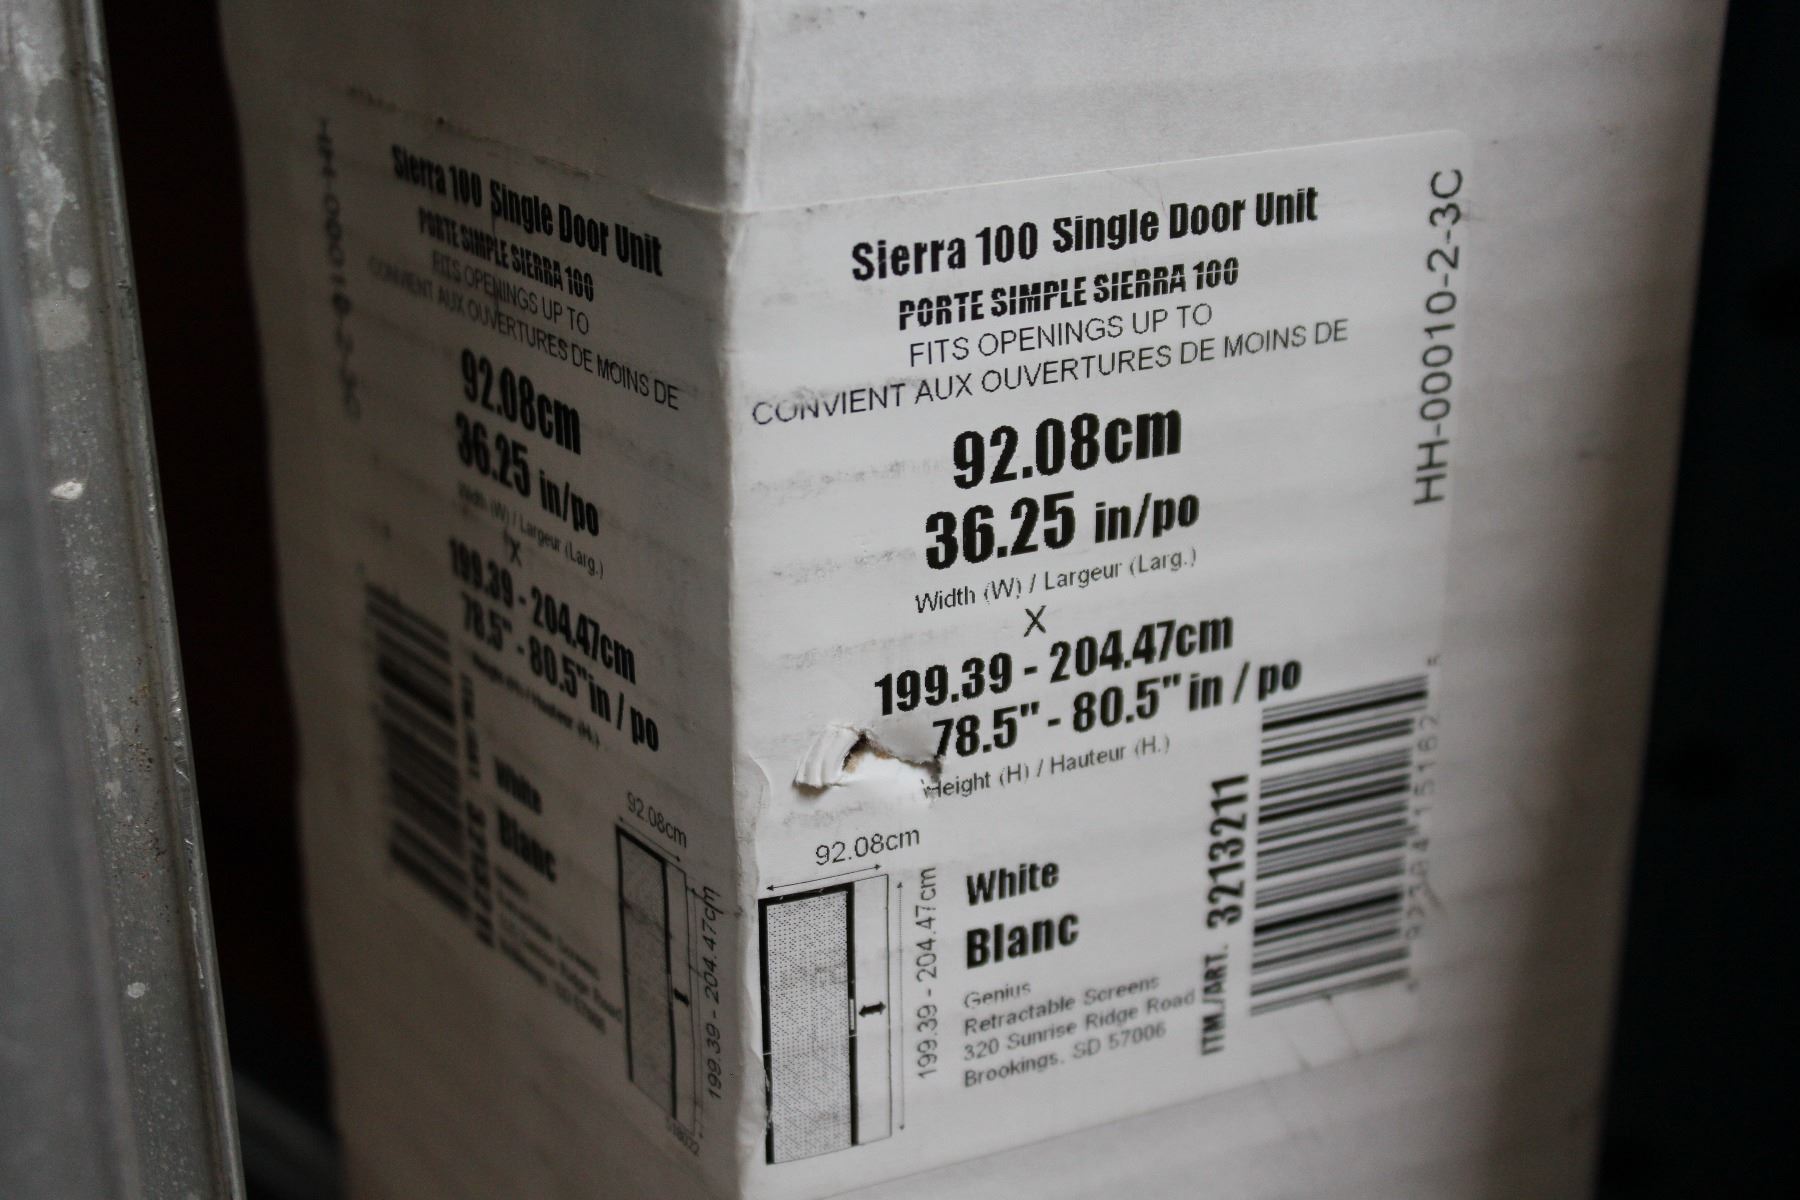 Sierra 100 Single Door Unit
PORTE SIMPLE SIERRA 100
FITS OPENINGS UP TO
CONVIENT AUX OUVERTURES DE MOINS DE
92.08cm
36.25 in/po
Width (W) / Largeur (Larg.)
X
199.39 - 204.47cm
78.5" - 80.5" in / po
Height (H.) / Hauteur (H.)
White
Blanc
92.08cm
199.39 - 204.47cm
Sierra 100 Single Door Unit
PORTE SIMPLE SIERRA 100
FITS OPENINGS UP TO
CONVIENT AUX OUVERTURES DE MOINS DE
92.08cm
36.25 in/po
Width (W) / Largeur (Larg.)
X
199.39 - 204.47cm
78.5" - 80.5" in / po
Height (H) / Hauteur (H.)
HH-00010-2-3C
92.08cm
199.39 - 204.47cm
White
Blanc
Genius
Retractable Screens
320 Sunrise Ridge Road
Brookings, SD 57006
ITM./ART. 3213211